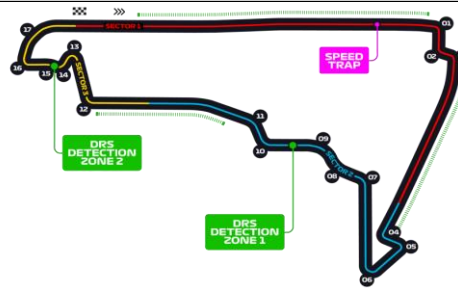 17
SECTOR 1
01
SPEED
TRAP
02
13
16
15
14
SECTOR 3
12
11
DRS
DETECTION
ZONE 2
10
09
SECTOR 2
08
07
DRS
DETECTION
ZONE 1
04
05
06